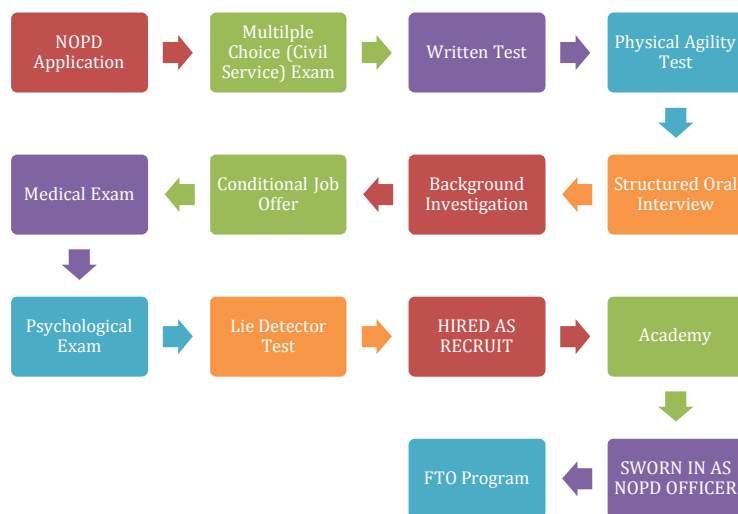 NOPD
Application
Multilple
Choice (Civil
Service) Exam
Written Test
Physical Agility
Test
Structured Oral
Interview
Background
Investigation
Conditional Job
Offer
Medical Exam
Psychological
Exam
Lie Detector
Test
HIRED AS
RECRUIT
Academy
SWORN IN AS
NOPD OFFICER
FTO Program